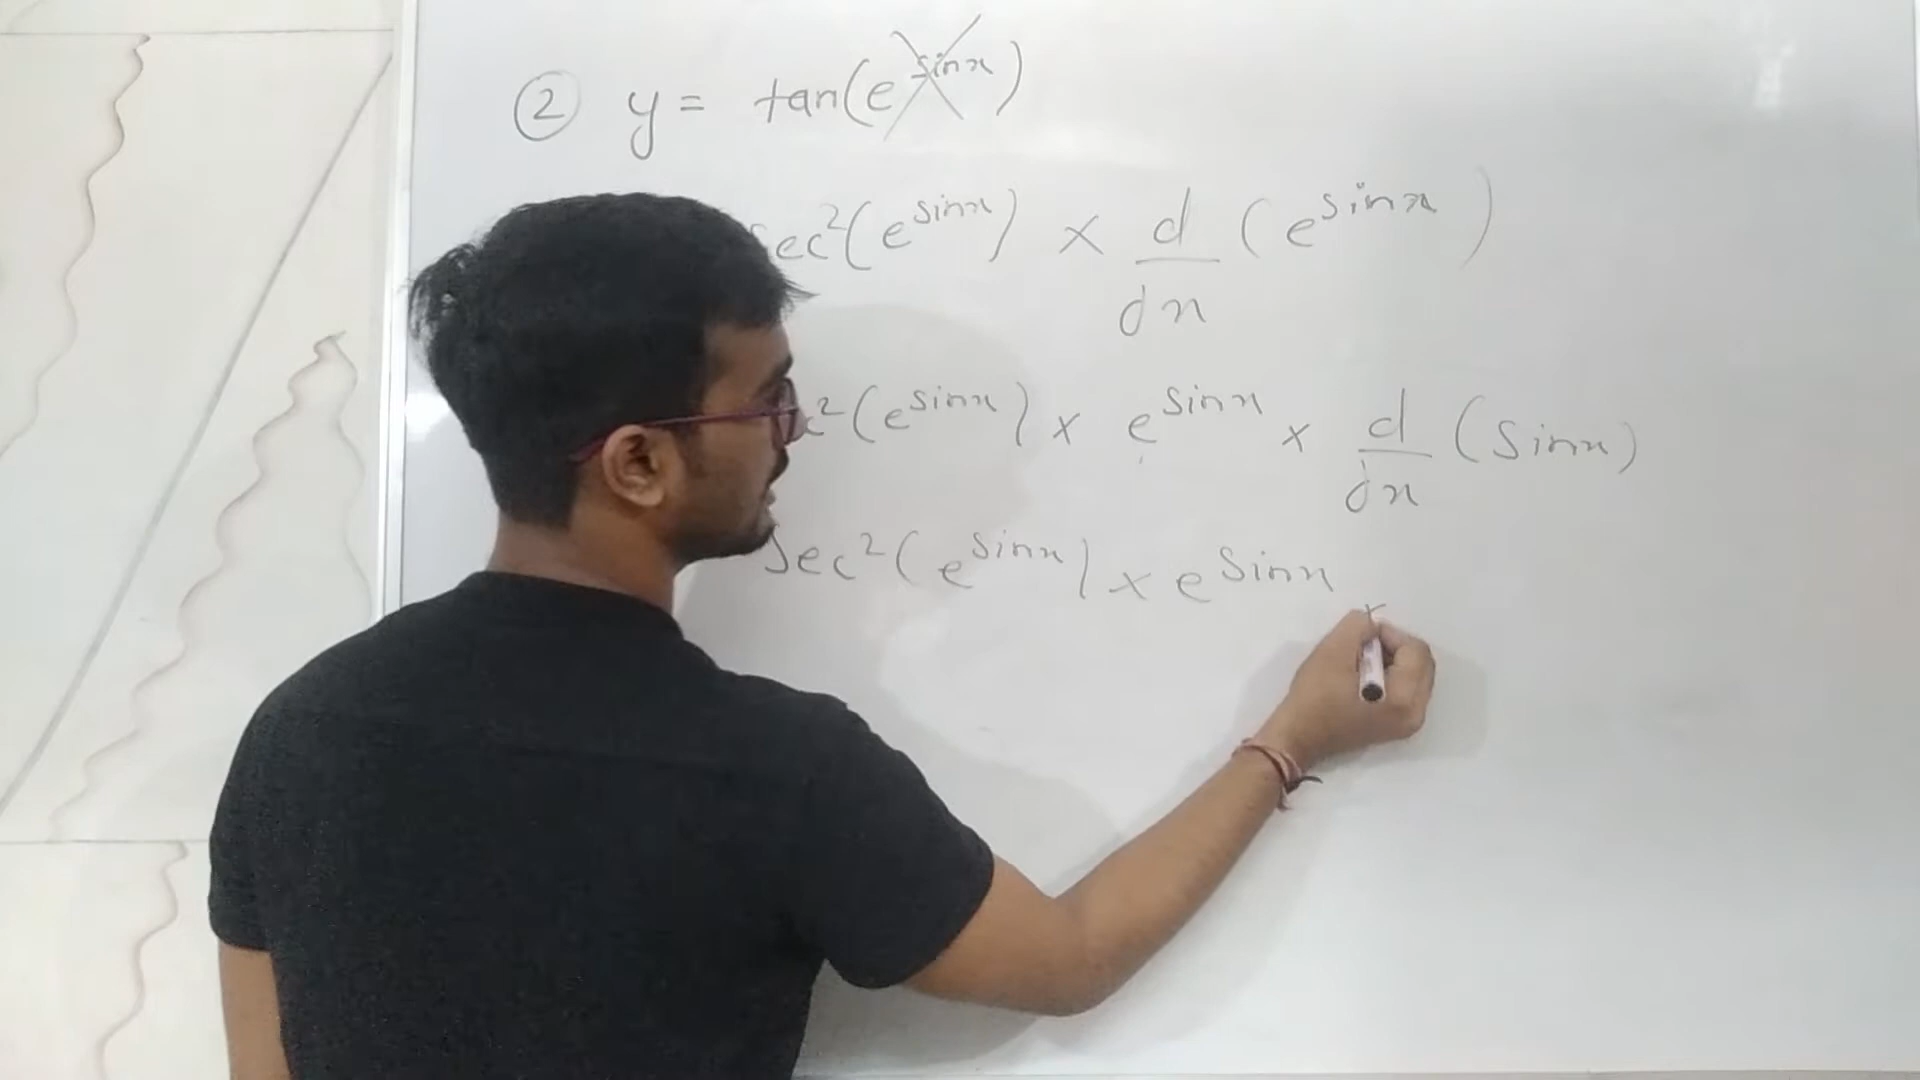 ② y = tan(e^sinx)
sec²(e^sinx) × d/dx (e^sinx)
²(e^sinx) × e^sinx × d/dx (sinx)
sec²(e^sinx) × e^sinx ×